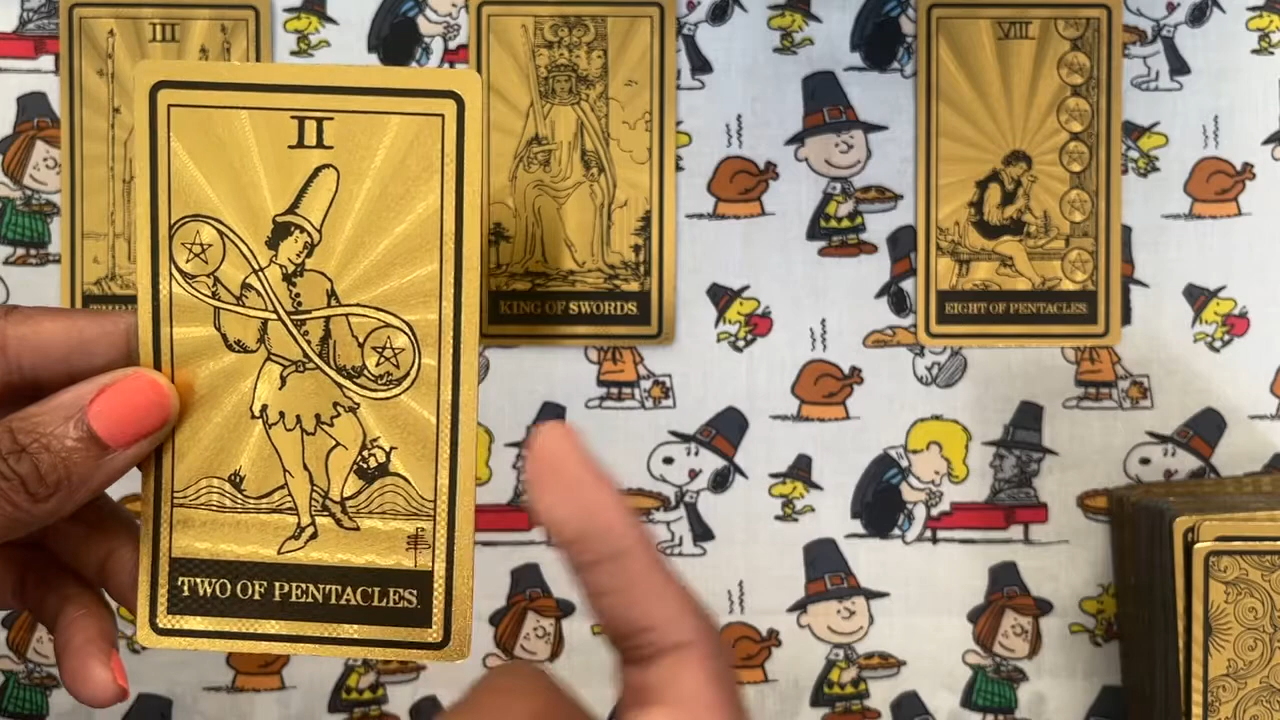 III
VIII
II
KING OF SWORDS.
EIGHT OF PENTACLES.
TWO OF PENTACLES.